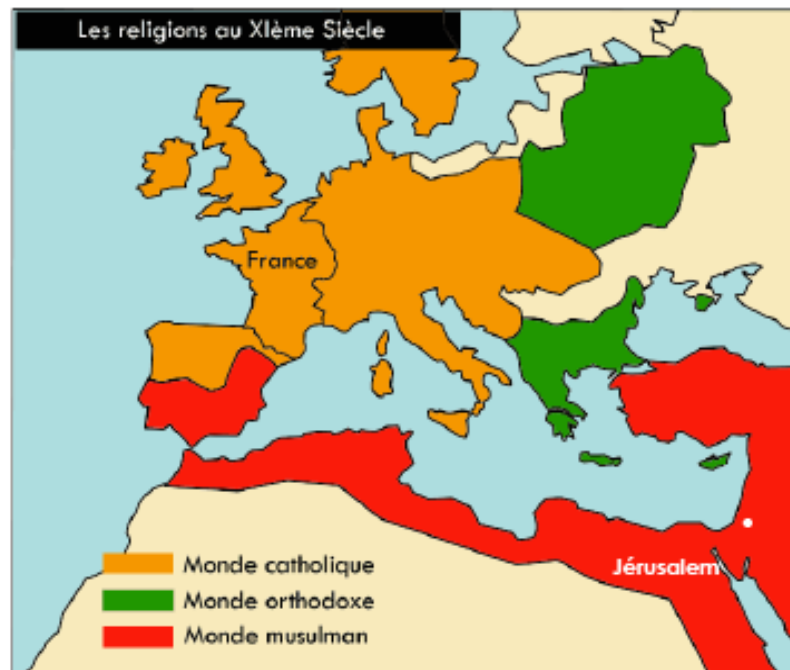 Les religions au XIème Siècle
France
Monde catholique
Jérusalem
Monde orthodoxe
Monde musulman